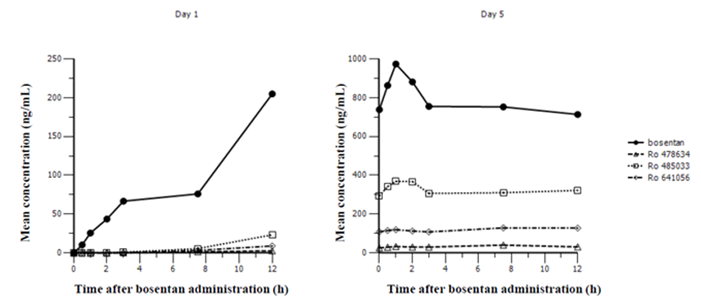 Day 1
Day 5
Mean concentration (ng/mL)
250
200
150
100
50
0
0
2
4
6
8
10
12
Time after bosentan administration (h)
Mean concentration (ng/mL)
1000
800
600
400
200
0
0
2
4
6
8
10
12
Time after bosentan administration (h)
bosentan
Ro 478634
Ro 485033
Ro 641056